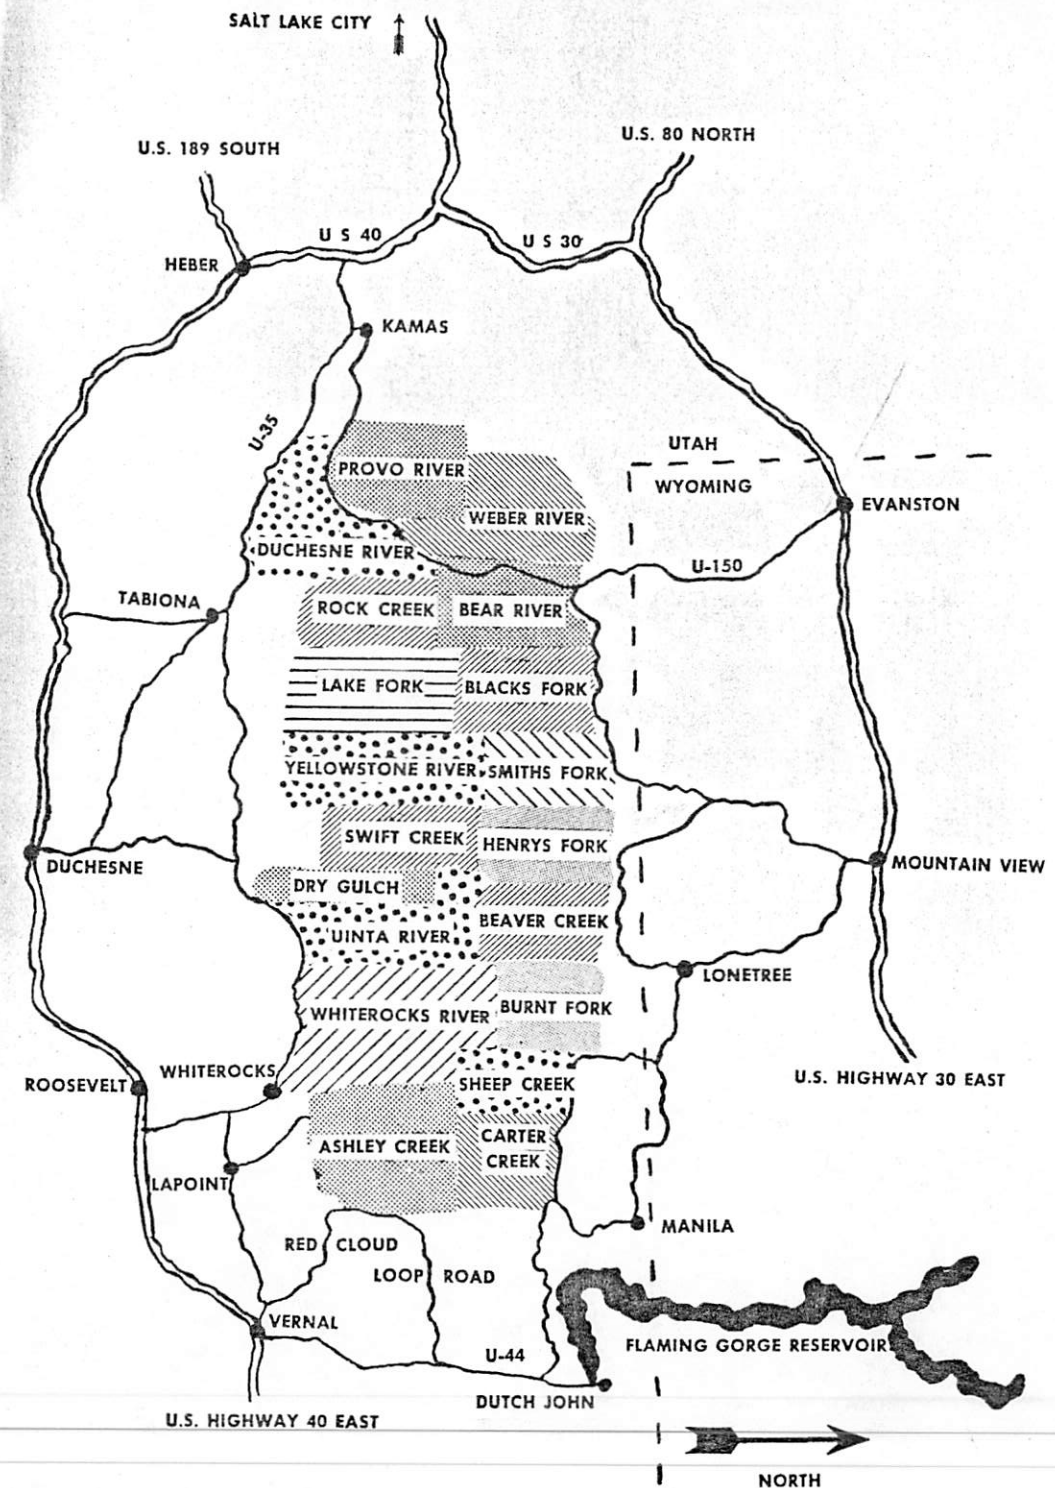 SALT LAKE CITY
U.S. 80 NORTH
U.S. 189 SOUTH
U S 40
U S 30
HEBER
KAMAS
U-35
UTAH
PROVO RIVER
WYOMING
EVANSTON
WEBER RIVER
DUCHESNE RIVER
U-150
TABIONA
ROCK CREEK
BEAR RIVER
LAKE FORK
BLACKS FORK
YELLOWSTONE RIVER
SMITHS FORK
SWIFT CREEK
HENRYS FORK
DUCHESNE
MOUNTAIN VIEW
DRY GULCH
BEAVER CREEK
UINTA RIVER
LONETREE
BURNT FORK
WHITEROCKS RIVER
WHITEROCKS
ROOSEVELT
SHEEP CREEK
U.S. HIGHWAY 30 EAST
ASHLEY CREEK
CARTER
CREEK
LAPOINT
MANILA
RED CLOUD
LOOP ROAD
VERNAL
FLAMING GORGE RESERVOIR
U-44
DUTCH JOHN
U.S. HIGHWAY 40 EAST
NORTH